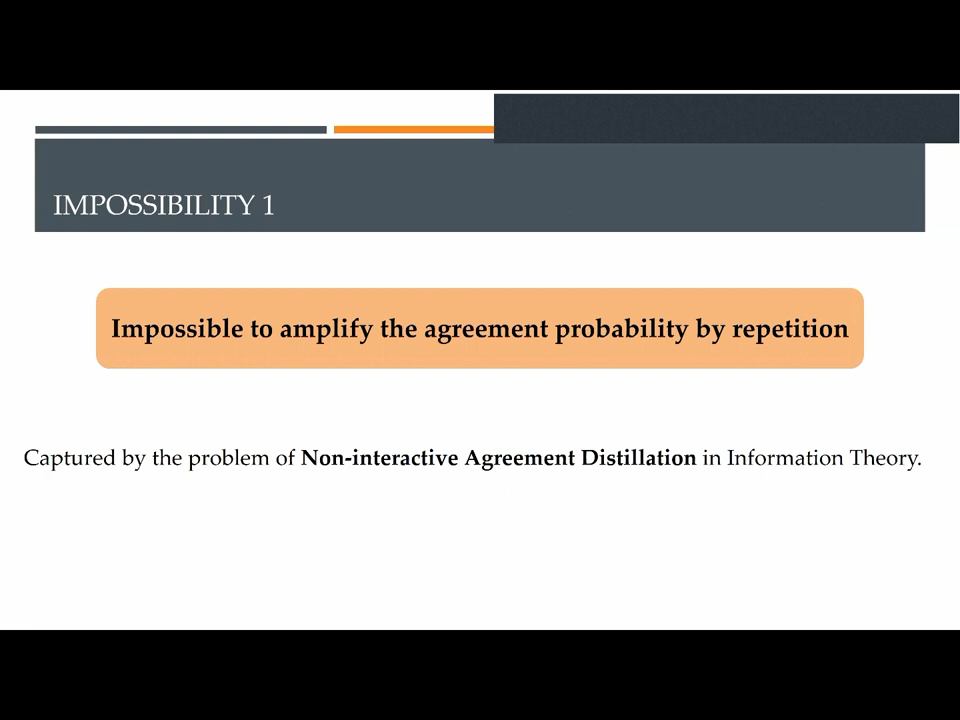 IMPOSSIBILITY 1
Impossible to amplify the agreement probability by repetition
Captured by the problem of Non-interactive Agreement Distillation in Information Theory.